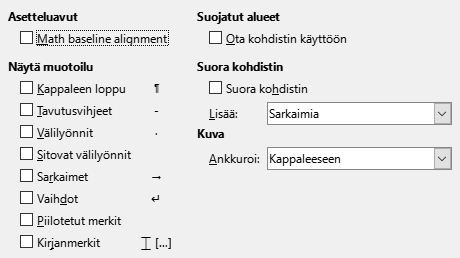 Asetteluavut
Math baseline alignment
Näytä muotoilu
Kappaleen loppu ¶
Tavutusvihjeet -
Välilyönnit ·
Sitovat välilyönnit
Sarkaimet →
Vaihdot ↵
Piilotetut merkit
Kirjanmerkit ⌶ [...]
Suojatut alueet
Ota kohdistin käyttöön
Suora kohdistin
Suora kohdistin
Lisää: Sarkaimia
Kuva
Ankkuroi: Kappaleeseen